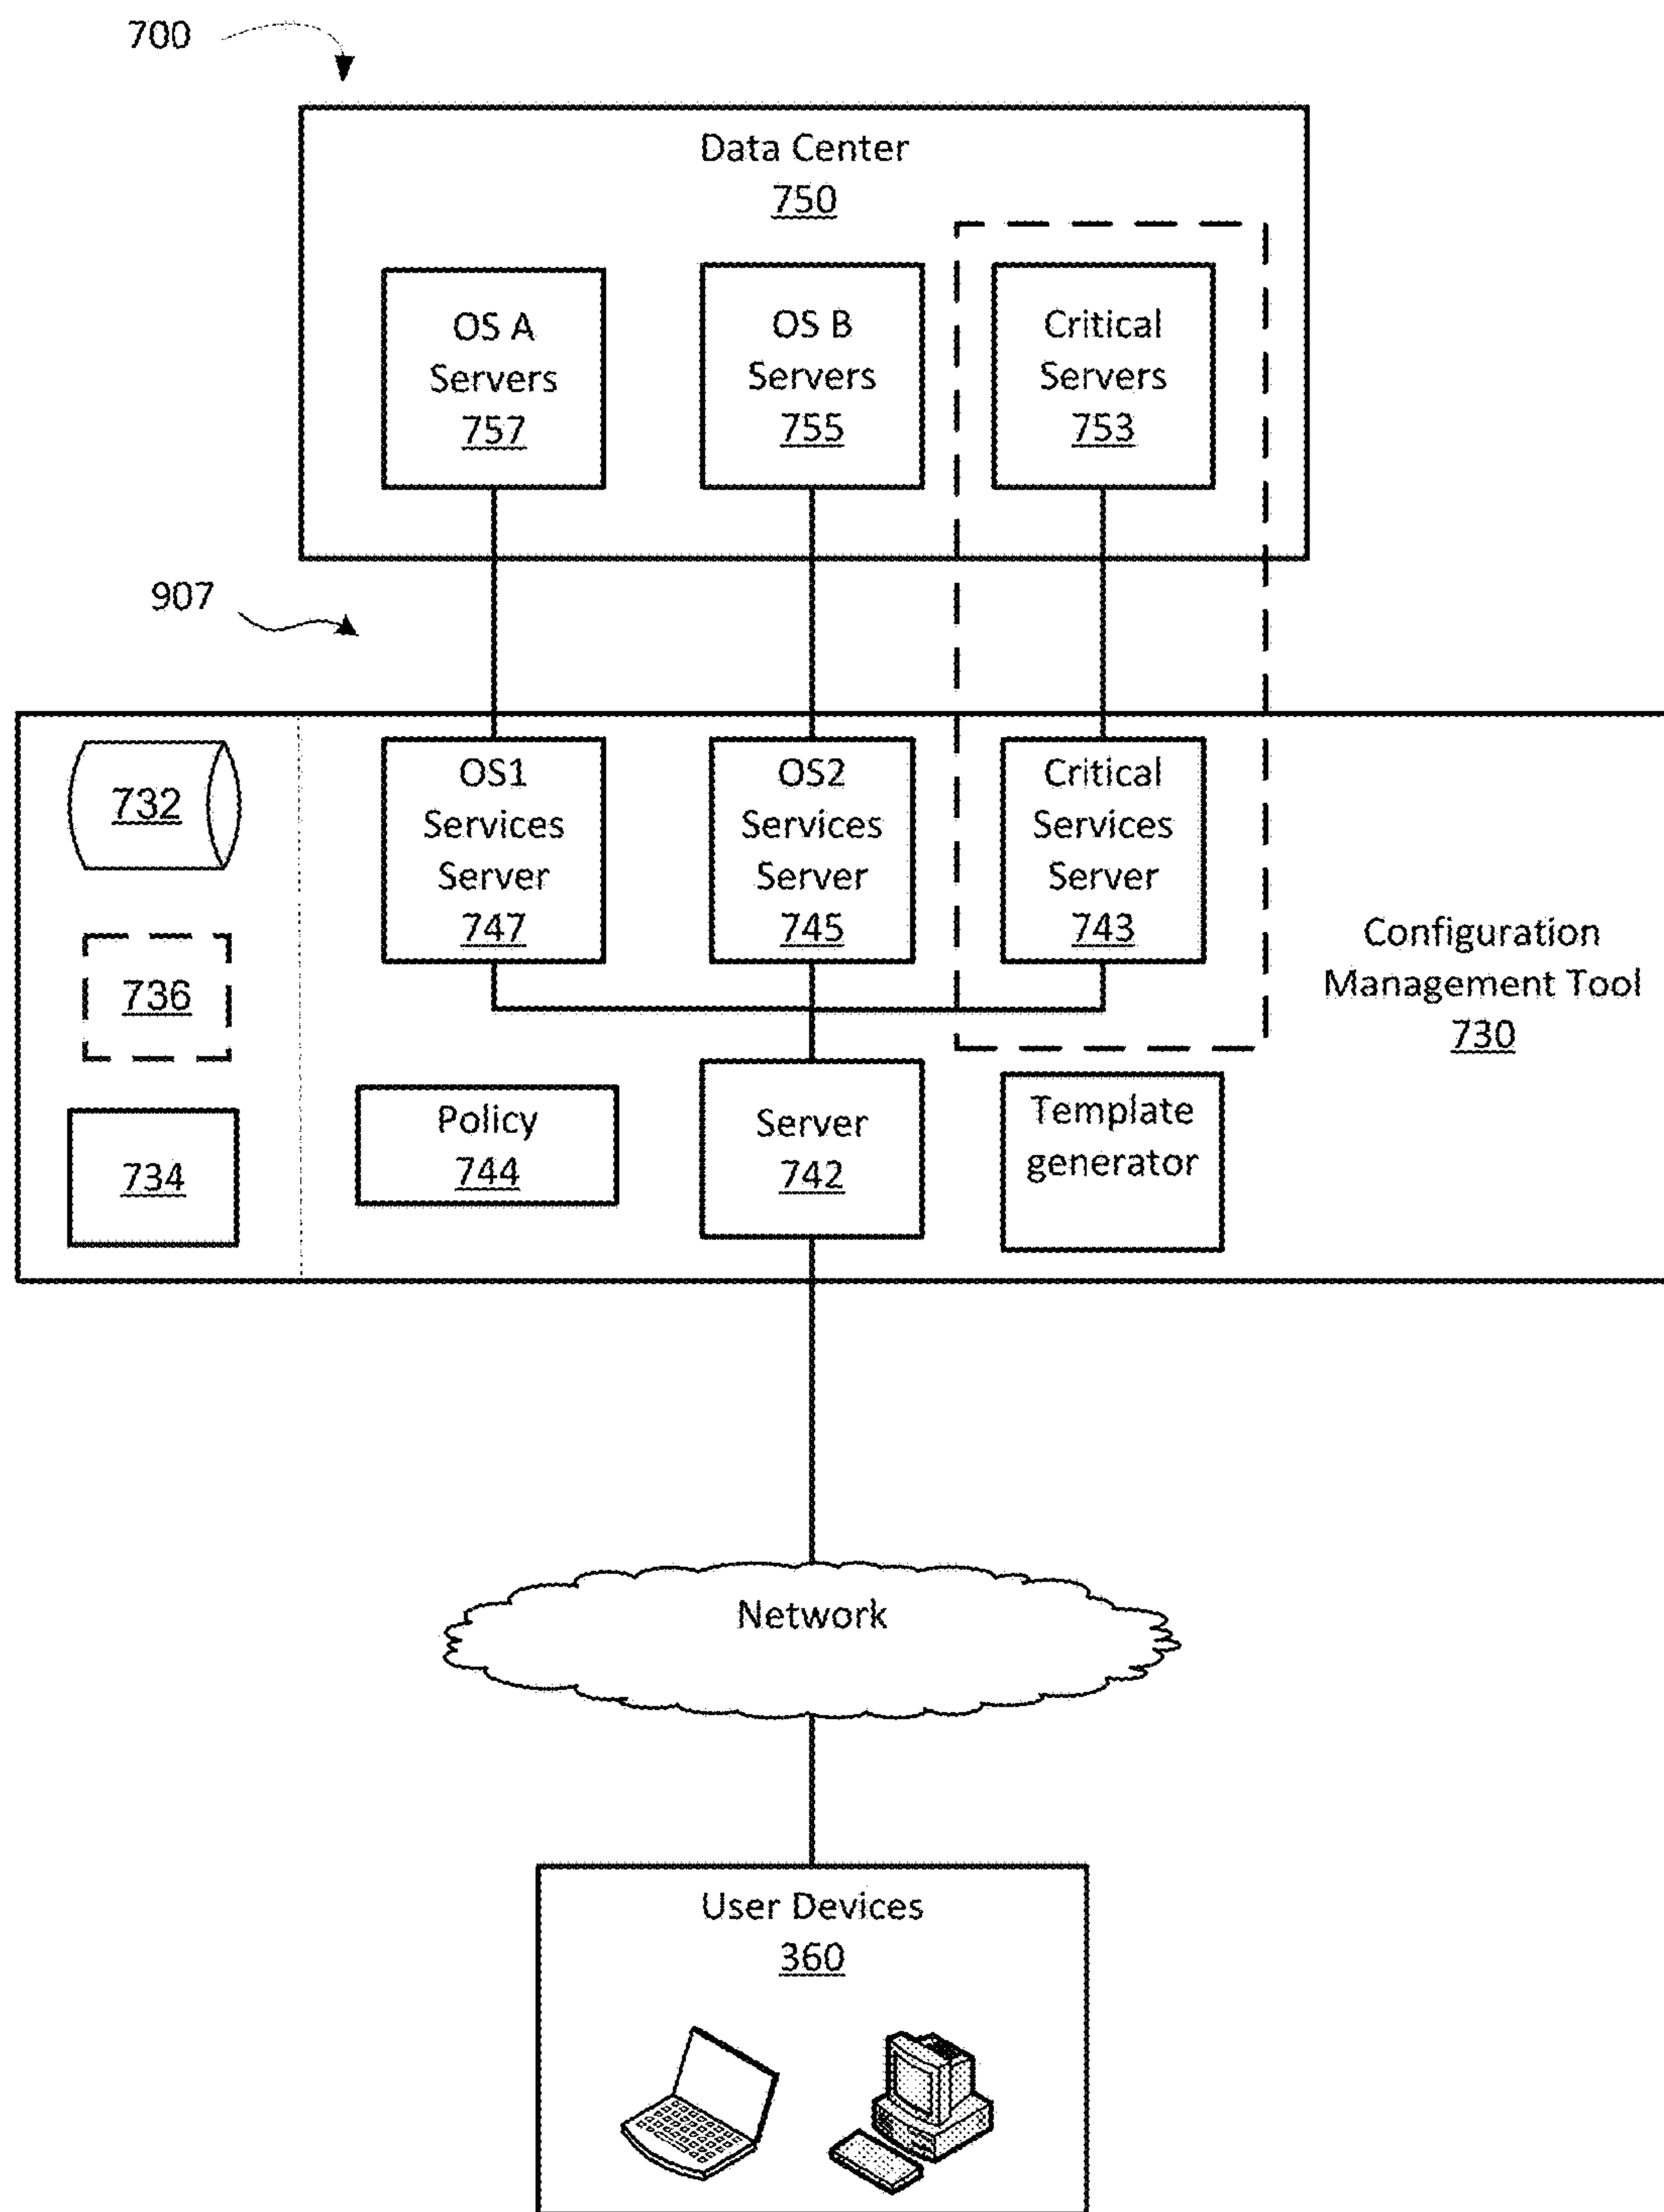 700
Data Center
750
OS A
Servers
757
OS B
Servers
755
Critical
Servers
753
907
732
736
734
OS1
Services
Server
747
OS2
Services
Server
745
Critical
Services
Server
743
Configuration
Management Tool
730
Policy
744
Server
742
Template
generator
Network
User Devices
360